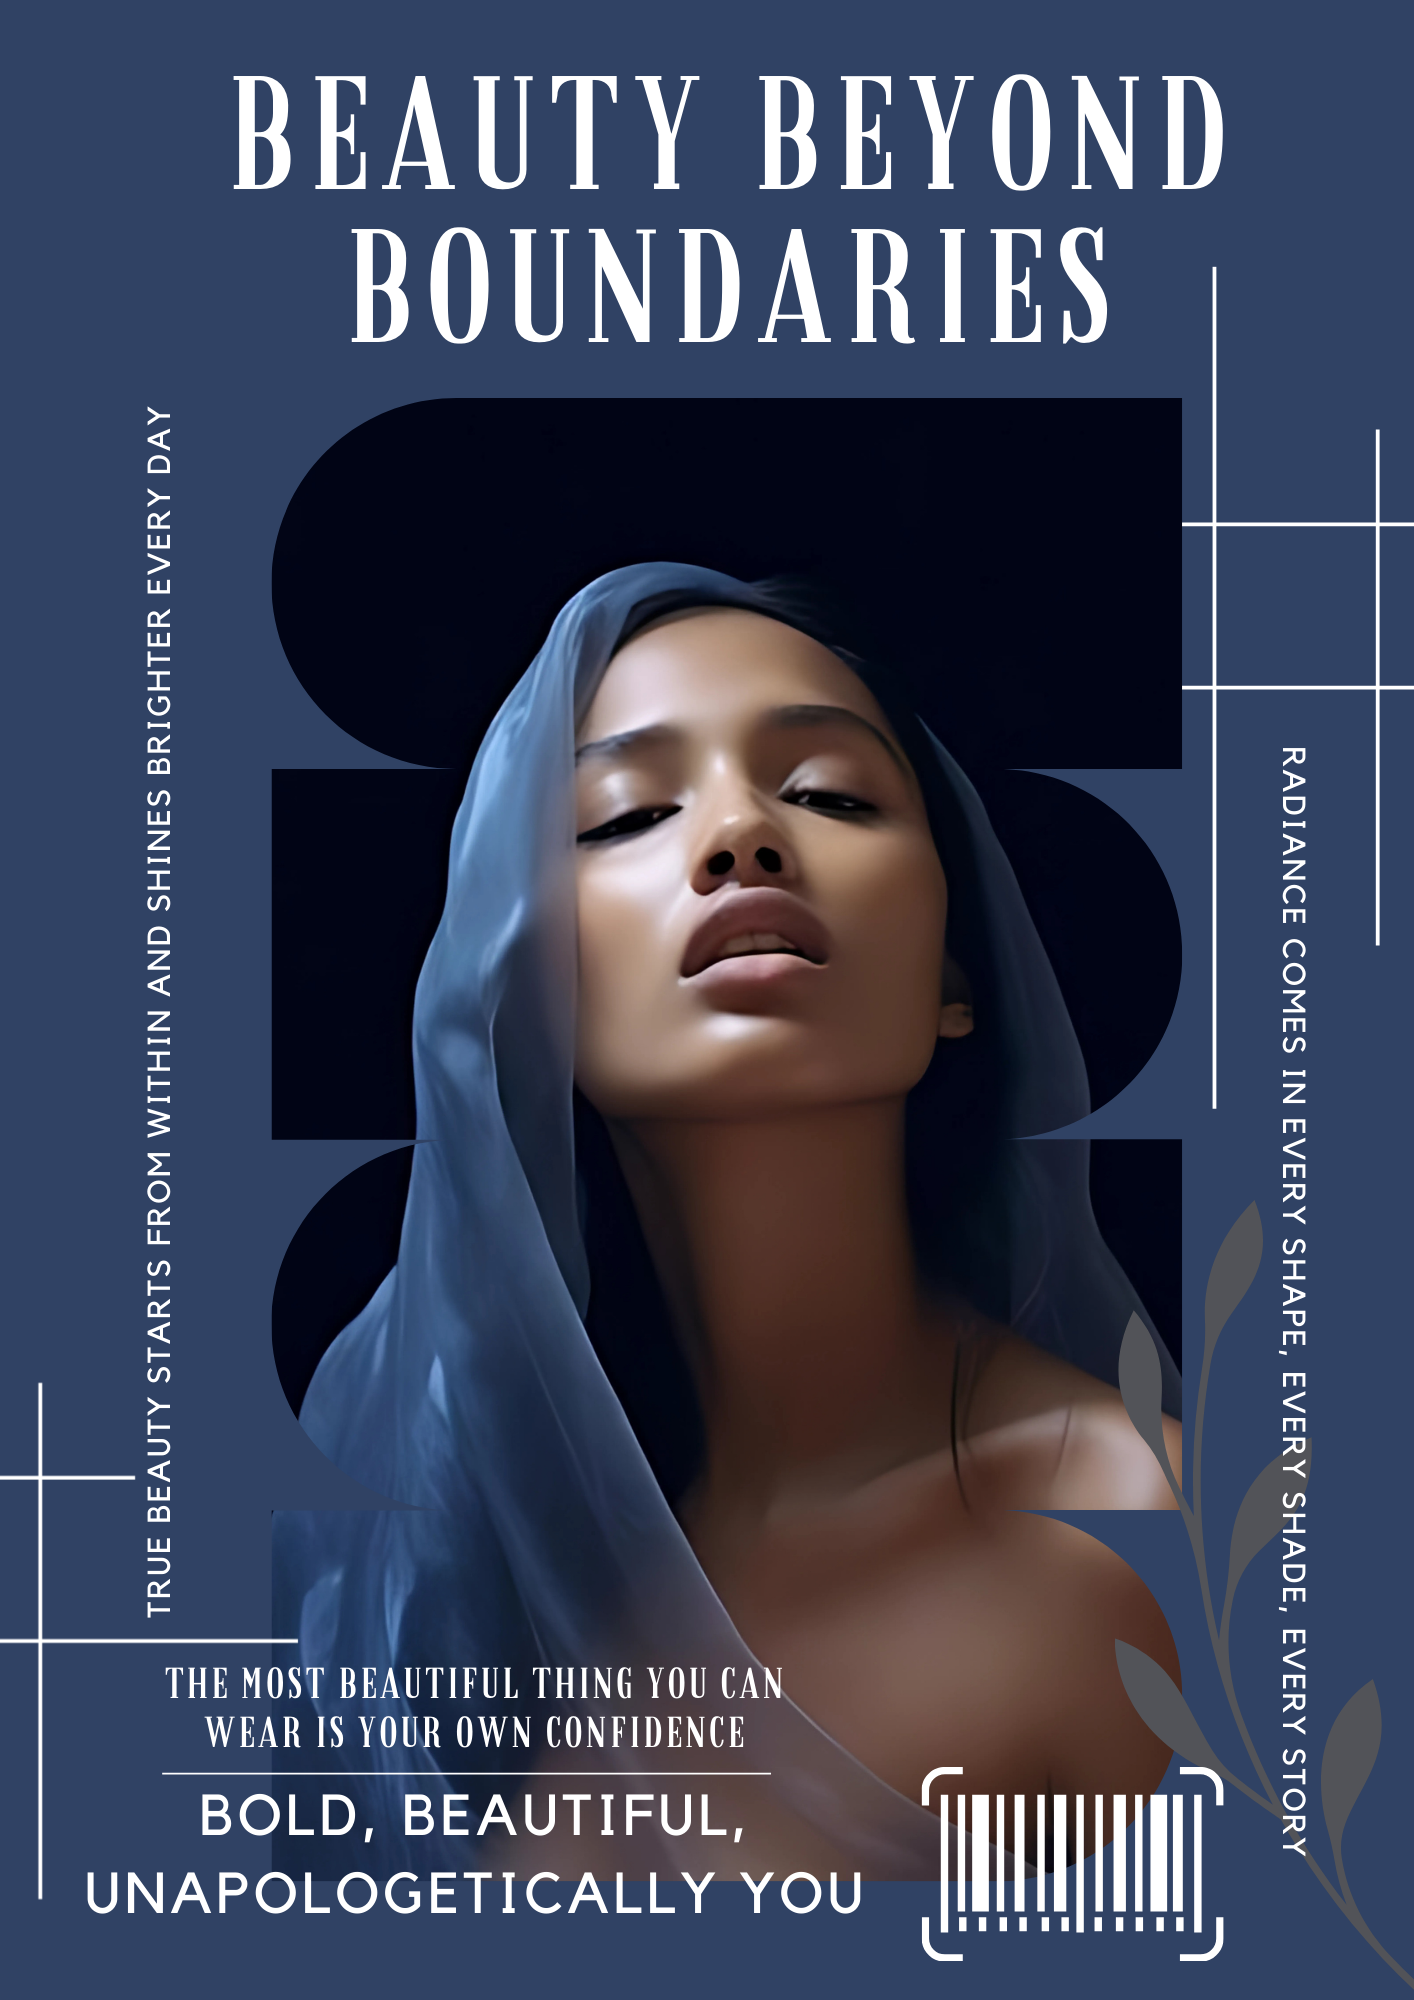 BEAUTY BEYOND
BOUNDARIES
TRUE BEAUTY STARTS FROM WITHIN AND SHINES BRIGHTER EVERY DAY
RADIANCE COMES IN EVERY SHAPE, EVERY SHADE, EVERY STORY
THE MOST BEAUTIFUL THING YOU CAN
WEAR IS YOUR OWN CONFIDENCE
BOLD, BEAUTIFUL,
UNAPOLOGETICALLY YOU